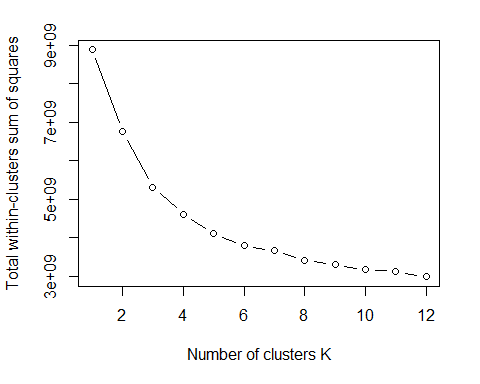 Total within-clusters sum of squares
9e+09
7e+09
5e+09
3e+09
2 4 6 8 10 12
Number of clusters K